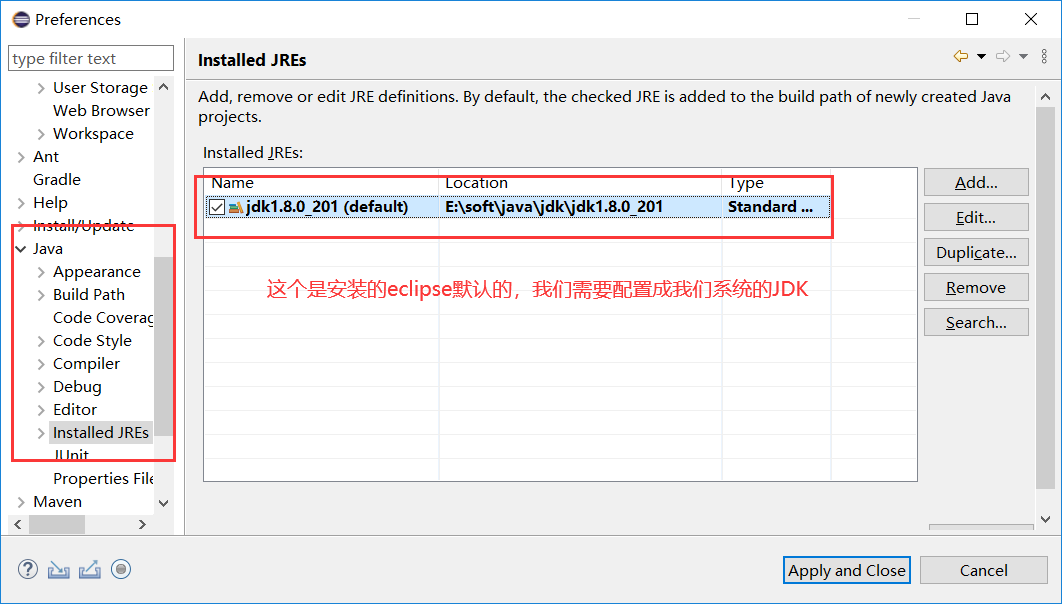 Preferences
type filter text
Installed JREs
User Storage
Web Browser
Workspace
Ant
Gradle
Help
Install/Update
Java
Appearance
Build Path
Code Coverag
Code Style
Compiler
Debug
Editor
Installed JREs
JUnit
Properties File
Maven
Add, remove or edit JRE definitions. By default, the checked JRE is added to the build path of newly created Java
projects.
Installed JREs:
Name Location Type
jdk1.8.0_201 (default) E:\soft\java\jdk\jdk1.8.0_201 Standard ...
这个是安装的eclipse默认的，我们需要配置成我们系统的JDK
Add...
Edit...
Duplicate...
Remove
Search...
Apply and Close
Cancel